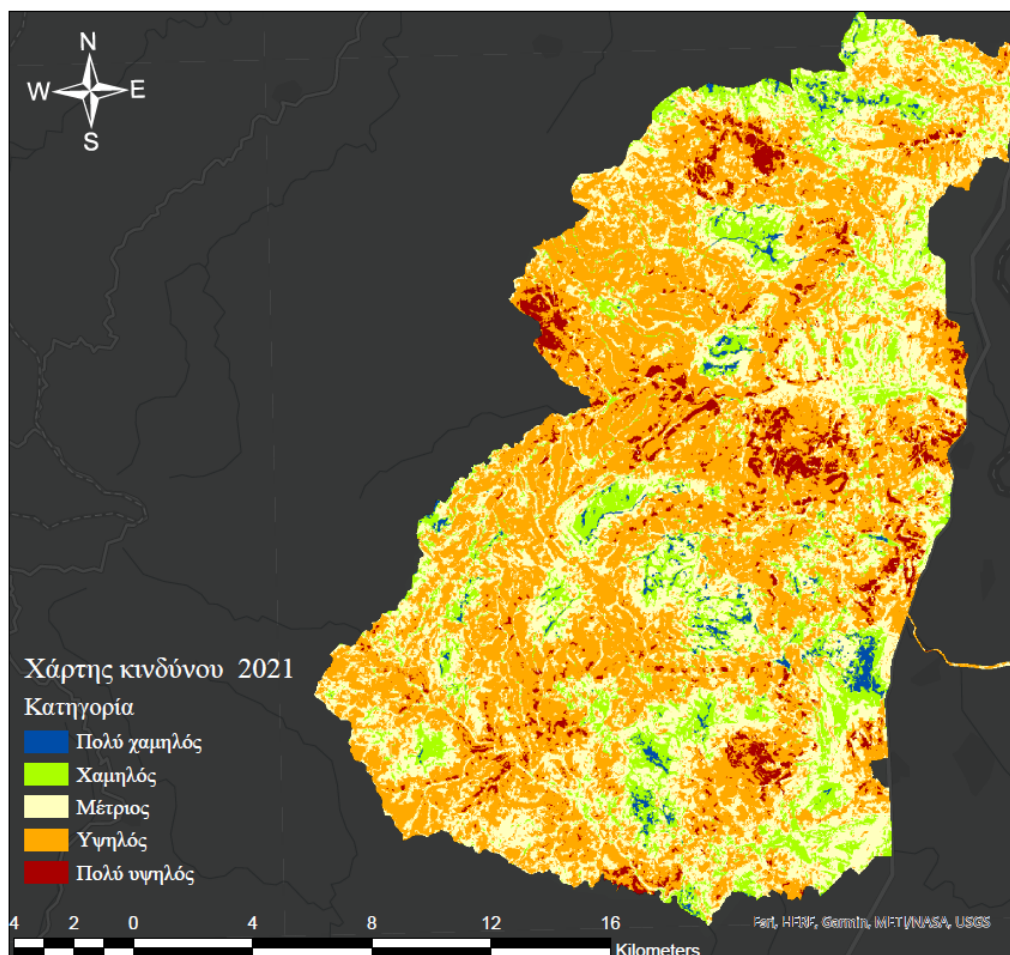 N
W E
S
Χάρτης κινδύνου 2021
Κατηγορία
Πολύ χαμηλός
Χαμηλός
Μέτριος
Υψηλός
Πολύ υψηλός
Esri, HERE, Garmin, METI/NASA, USGS
4 2 0 4 8 12 16
Kilometers